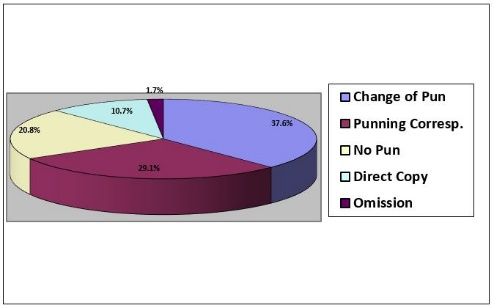 1.7%
10.7%
20.8%
37.6%
29.1%
Change of Pun
Punning Corresp.
No Pun
Direct Copy
Omission